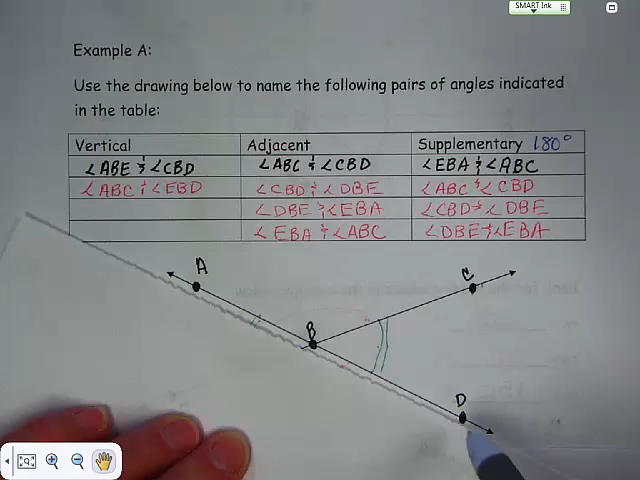 SMART Ink
Example A:
Use the drawing below to name the following pairs of angles indicated
in the table:
Vertical Adjacent Supplementary 180°
∠ABE & ∠CBD ∠ABC & ∠CBD ∠EBA & ∠ABC
∠ABC & ∠EBD ∠CBD & ∠DBE ∠ABC & ∠CBD
∠DBE & ∠EBA ∠CBD & ∠DBE
∠EBA & ∠ABC ∠DBE & ∠EBA
A
C
B
D